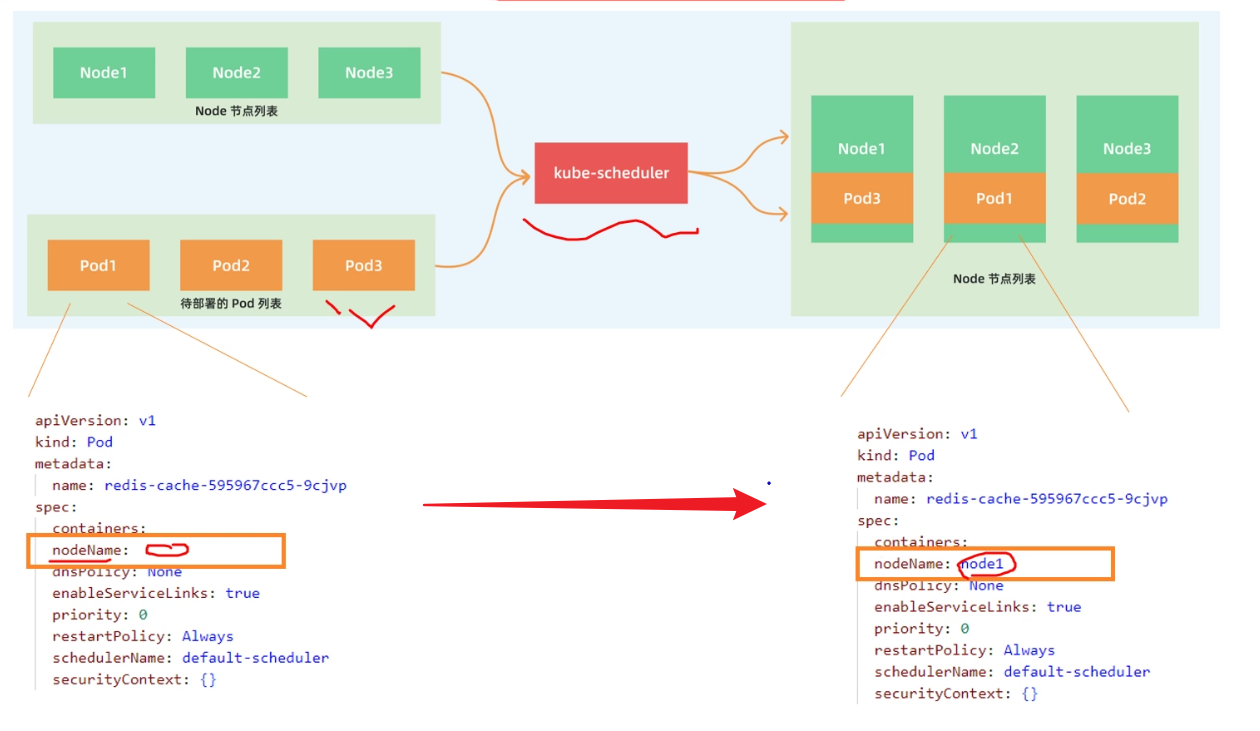 Node1 Node2 Node3
Node 节点列表
kube-scheduler
Pod1 Pod2 Pod3
待部署的 Pod 列表
Node1 Node2 Node3
Pod3 Pod1 Pod2
Node 节点列表
apiVersion: v1
kind: Pod
metadata:
name: redis-cache-595967ccc5-9cjvp
spec:
containers:
nodeName:
dnsPolicy: None
enableServiceLinks: true
priority: 0
restartPolicy: Always
schedulerName: default-scheduler
securityContext: {}
apiVersion: v1
kind: Pod
metadata:
name: redis-cache-595967ccc5-9cjvp
spec:
containers:
nodeName: node1
dnsPolicy: None
enableServiceLinks: true
priority: 0
restartPolicy: Always
schedulerName: default-scheduler
securityContext: {}